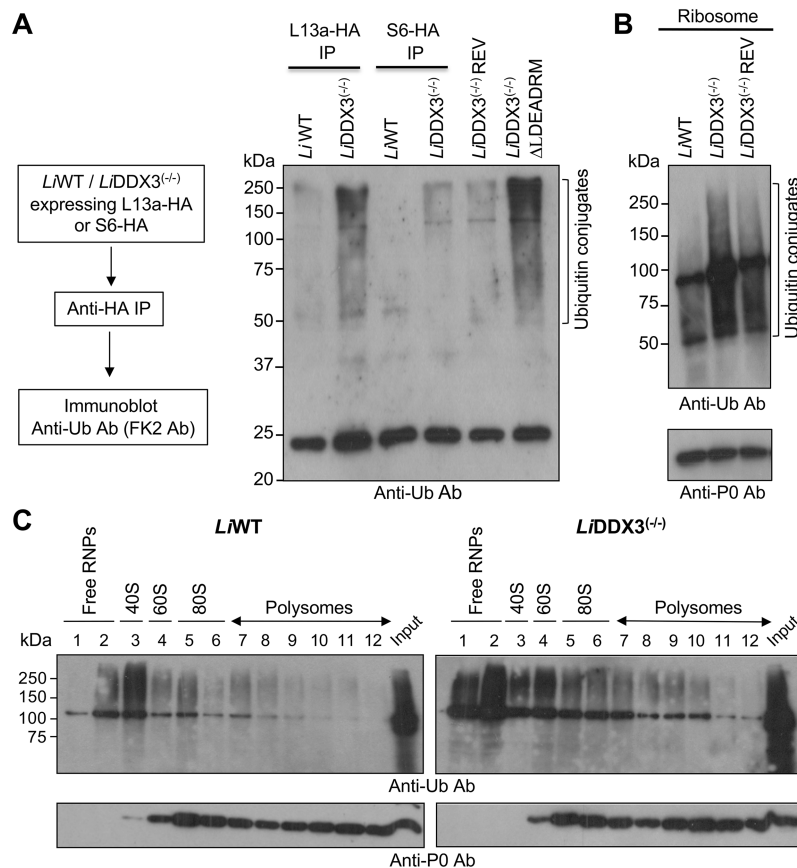 A
LiWT / LiDDX3(-/-)
expressing L13a-HA
or S6-HA
Anti-HA IP
Immunoblot
Anti-Ub Ab (FK2 Ab)
L13a-HA
IP
S6-HA
IP
LiWT
LiDDX3(-/-)
LiWT
LiDDX3(-/-)
LiDDX3(-/-) REV
LiDDX3(-/-)
ΔLDEADRM
kDa
250
150
100
75
50
37
25
20
Ubiquitin conjugates
Anti-Ub Ab
B
Ribosome
LiWT
LiDDX3(-/-)
LiDDX3(-/-) REV
kDa
250
150
100
75
50
Ubiquitin conjugates
Anti-Ub Ab
Anti-P0 Ab
C
LiWT
Free RNPs
40S
60S
80S
Polysomes
Input
kDa
1 2 3 4 5 6 7 8 9 10 11 12
250
150
100
75
LiDDX3(-/-)
Free RNPs
40S
60S
80S
Polysomes
Input
1 2 3 4 5 6 7 8 9 10 11 12
Anti-Ub Ab
Anti-P0 Ab